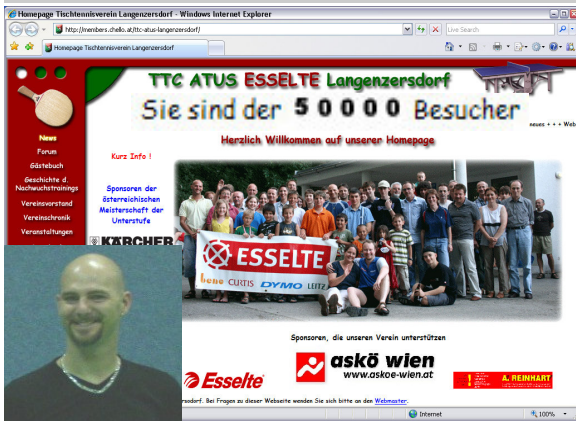 Homepage Tischtennisverein Langenzersdorf - Windows Internet Explorer
http://members.chello.at/ttc-atus-langenzersdorf/
Live Search
Homepage Tischtennisverein Langenzersdorf
TTC ATUS ESSELTE Langenzersdorf
Sie sind der 50000 Besucher
neues + + + Web
Herzlich Willkommen auf unserer Homepage
News
Forum
Gästebuch
Geschichte d.
Nachwuchstrainings
Vereinsvorstand
Vereinschronik
Veranstaltungen
Kurz Info !
Sponsoren der
österreichischen
Meisterschaft der
Unterstufe
KÄRCHER
ESSELTE
bene CURTIS DYMO LEITZ
Sponsoren, die unseren Verein unterstützen
Esselte
askö wien
www.askoe-wien.at
A. REINHART
ersdorf. Bei Fragen zu dieser Webseite wenden Sie sich bitte an den Webmaster.
Internet
100%